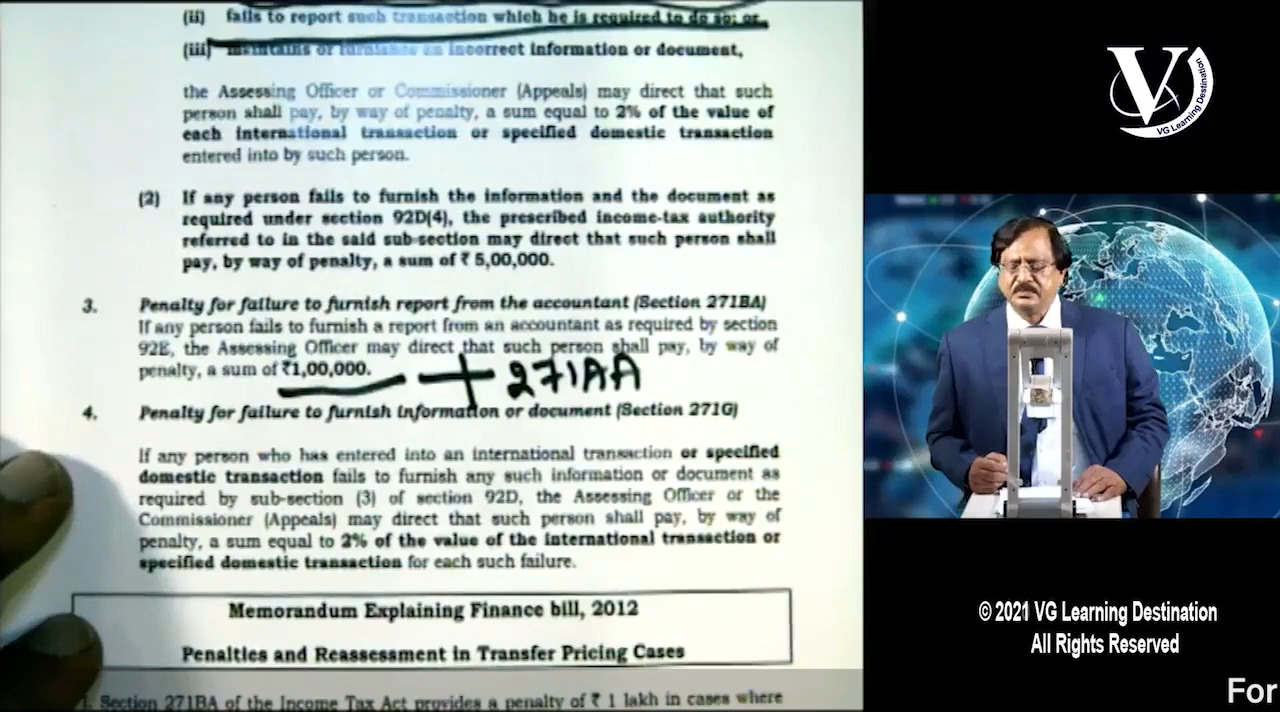 (ii) fails to report such transaction which he is required to do so; or
(iii) maintains or furnishes an incorrect information or document,
the Assessing Officer or Commissioner (Appeals) may direct that such
person shall pay, by way of penalty, a sum equal to 2% of the value of
each international transaction or specified domestic transaction
entered into by such person.
(2) If any person fails to furnish the information and the document as
required under section 92D(4), the prescribed income-tax authority
referred to in the said sub-section may direct that such person shall
pay, by way of penalty, a sum of ₹ 5,00,000.
3. Penalty for failure to furnish report from the accountant (Section 271BA)
If any person fails to furnish a report from an accountant as required by section
92E, the Assessing Officer may direct that such person shall pay, by way of
penalty, a sum of ₹1,00,000. + 271AA
4. Penalty for failure to furnish information or document (Section 271G)
If any person who has entered into an international transaction or specified
domestic transaction fails to furnish any such information or document as
required by sub-section (3) of section 92D, the Assessing Officer or the
Commissioner (Appeals) may direct that such person shall pay, by way of
penalty, a sum equal to 2% of the value of the international transaction or
specified domestic transaction for each such failure.
Memorandum Explaining Finance bill, 2012
Penalties and Reassessment in Transfer Pricing Cases
Section 271BA of the Income Tax Act provides a penalty of ₹ 1 lakh in cases where
V
VG Learning Destination
© 2021 VG Learning Destination
All Rights Reserved
For